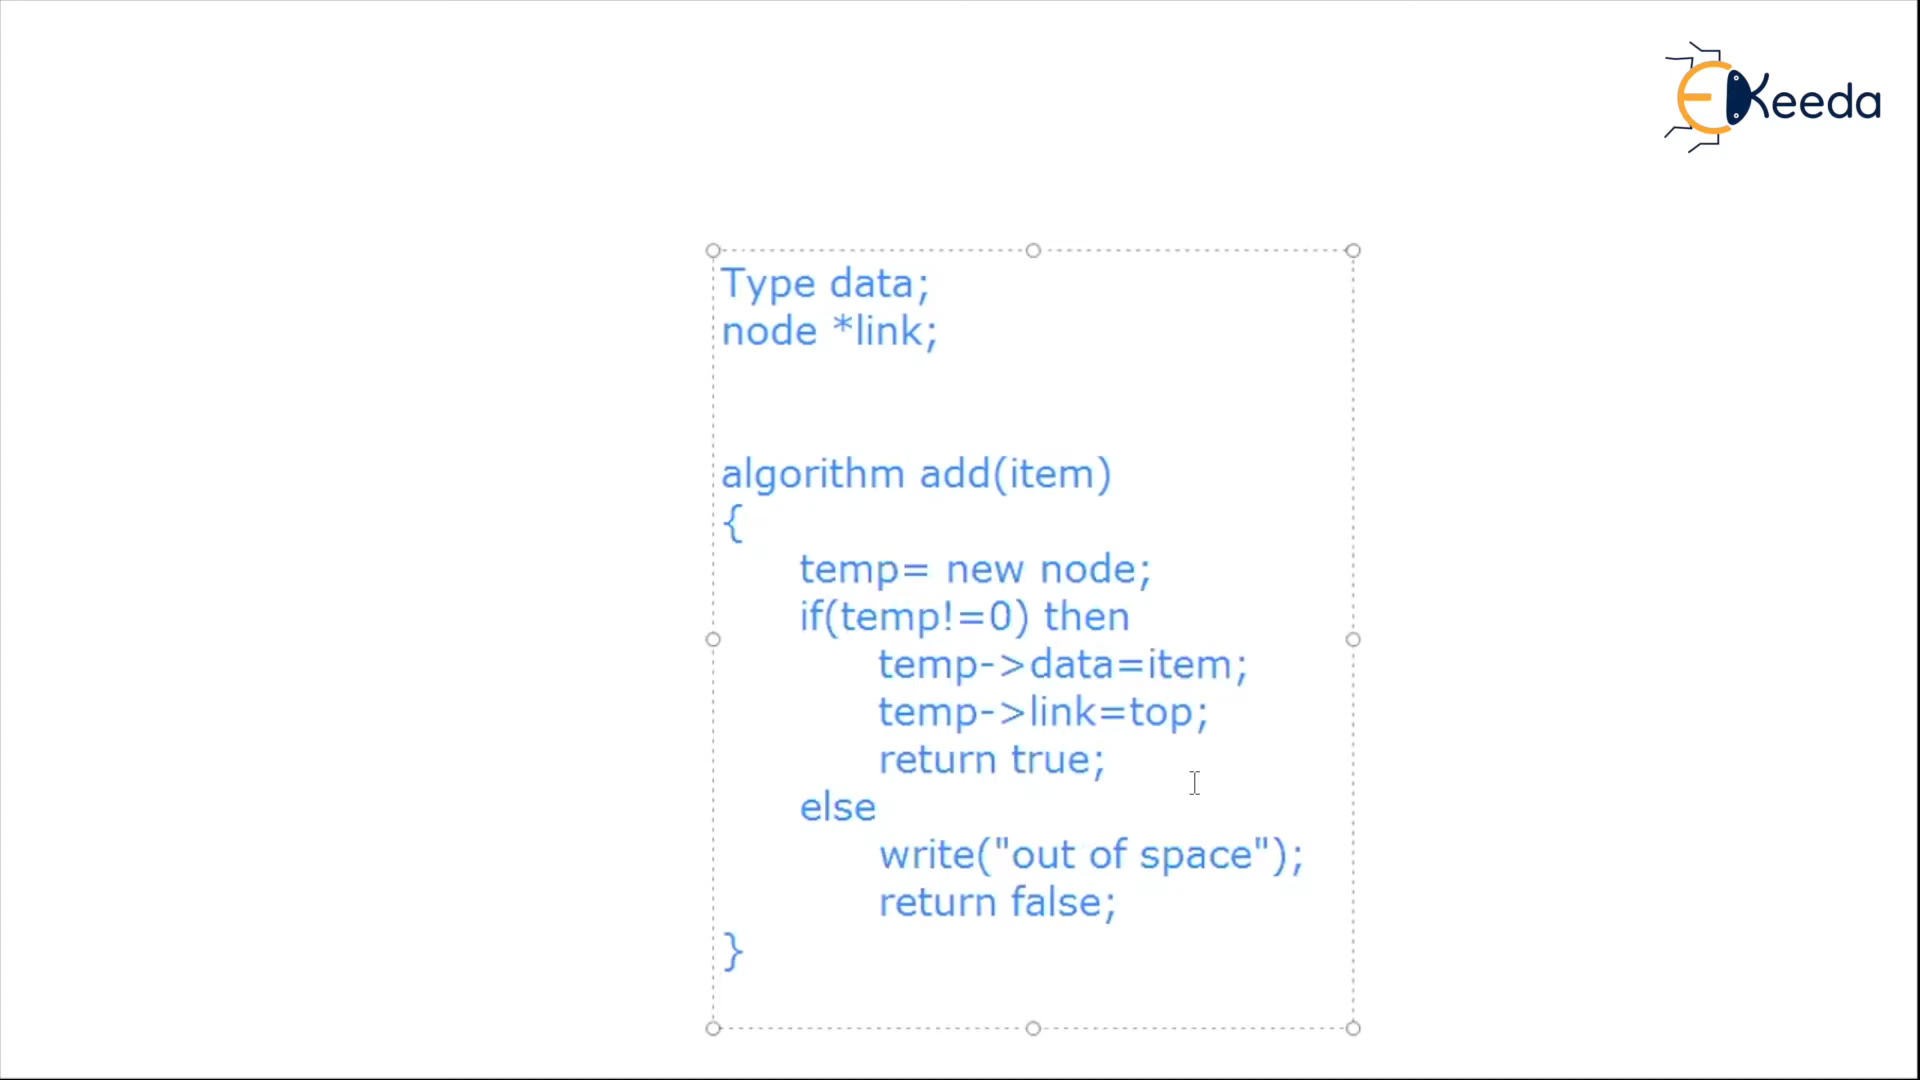 EKeeda
Type data;
node *link;
algorithm add(item)
{
temp= new node;
if(temp!=0) then
temp->data=item;
temp->link=top;
return true;
else
write("out of space");
return false;
}